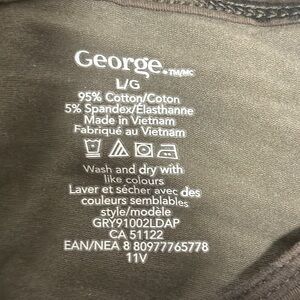 George.™/MC
L/G
95% Cotton/Coton
5% Spandex/Élasthanne
Made in Vietnam
Fabriqué au Vietnam
Wash and dry with
like colours
Laver et sécher avec des
couleurs semblables
style/modèle
GRY91002LDAP
CA 51122
EAN/NEA 8 80977765778
11V